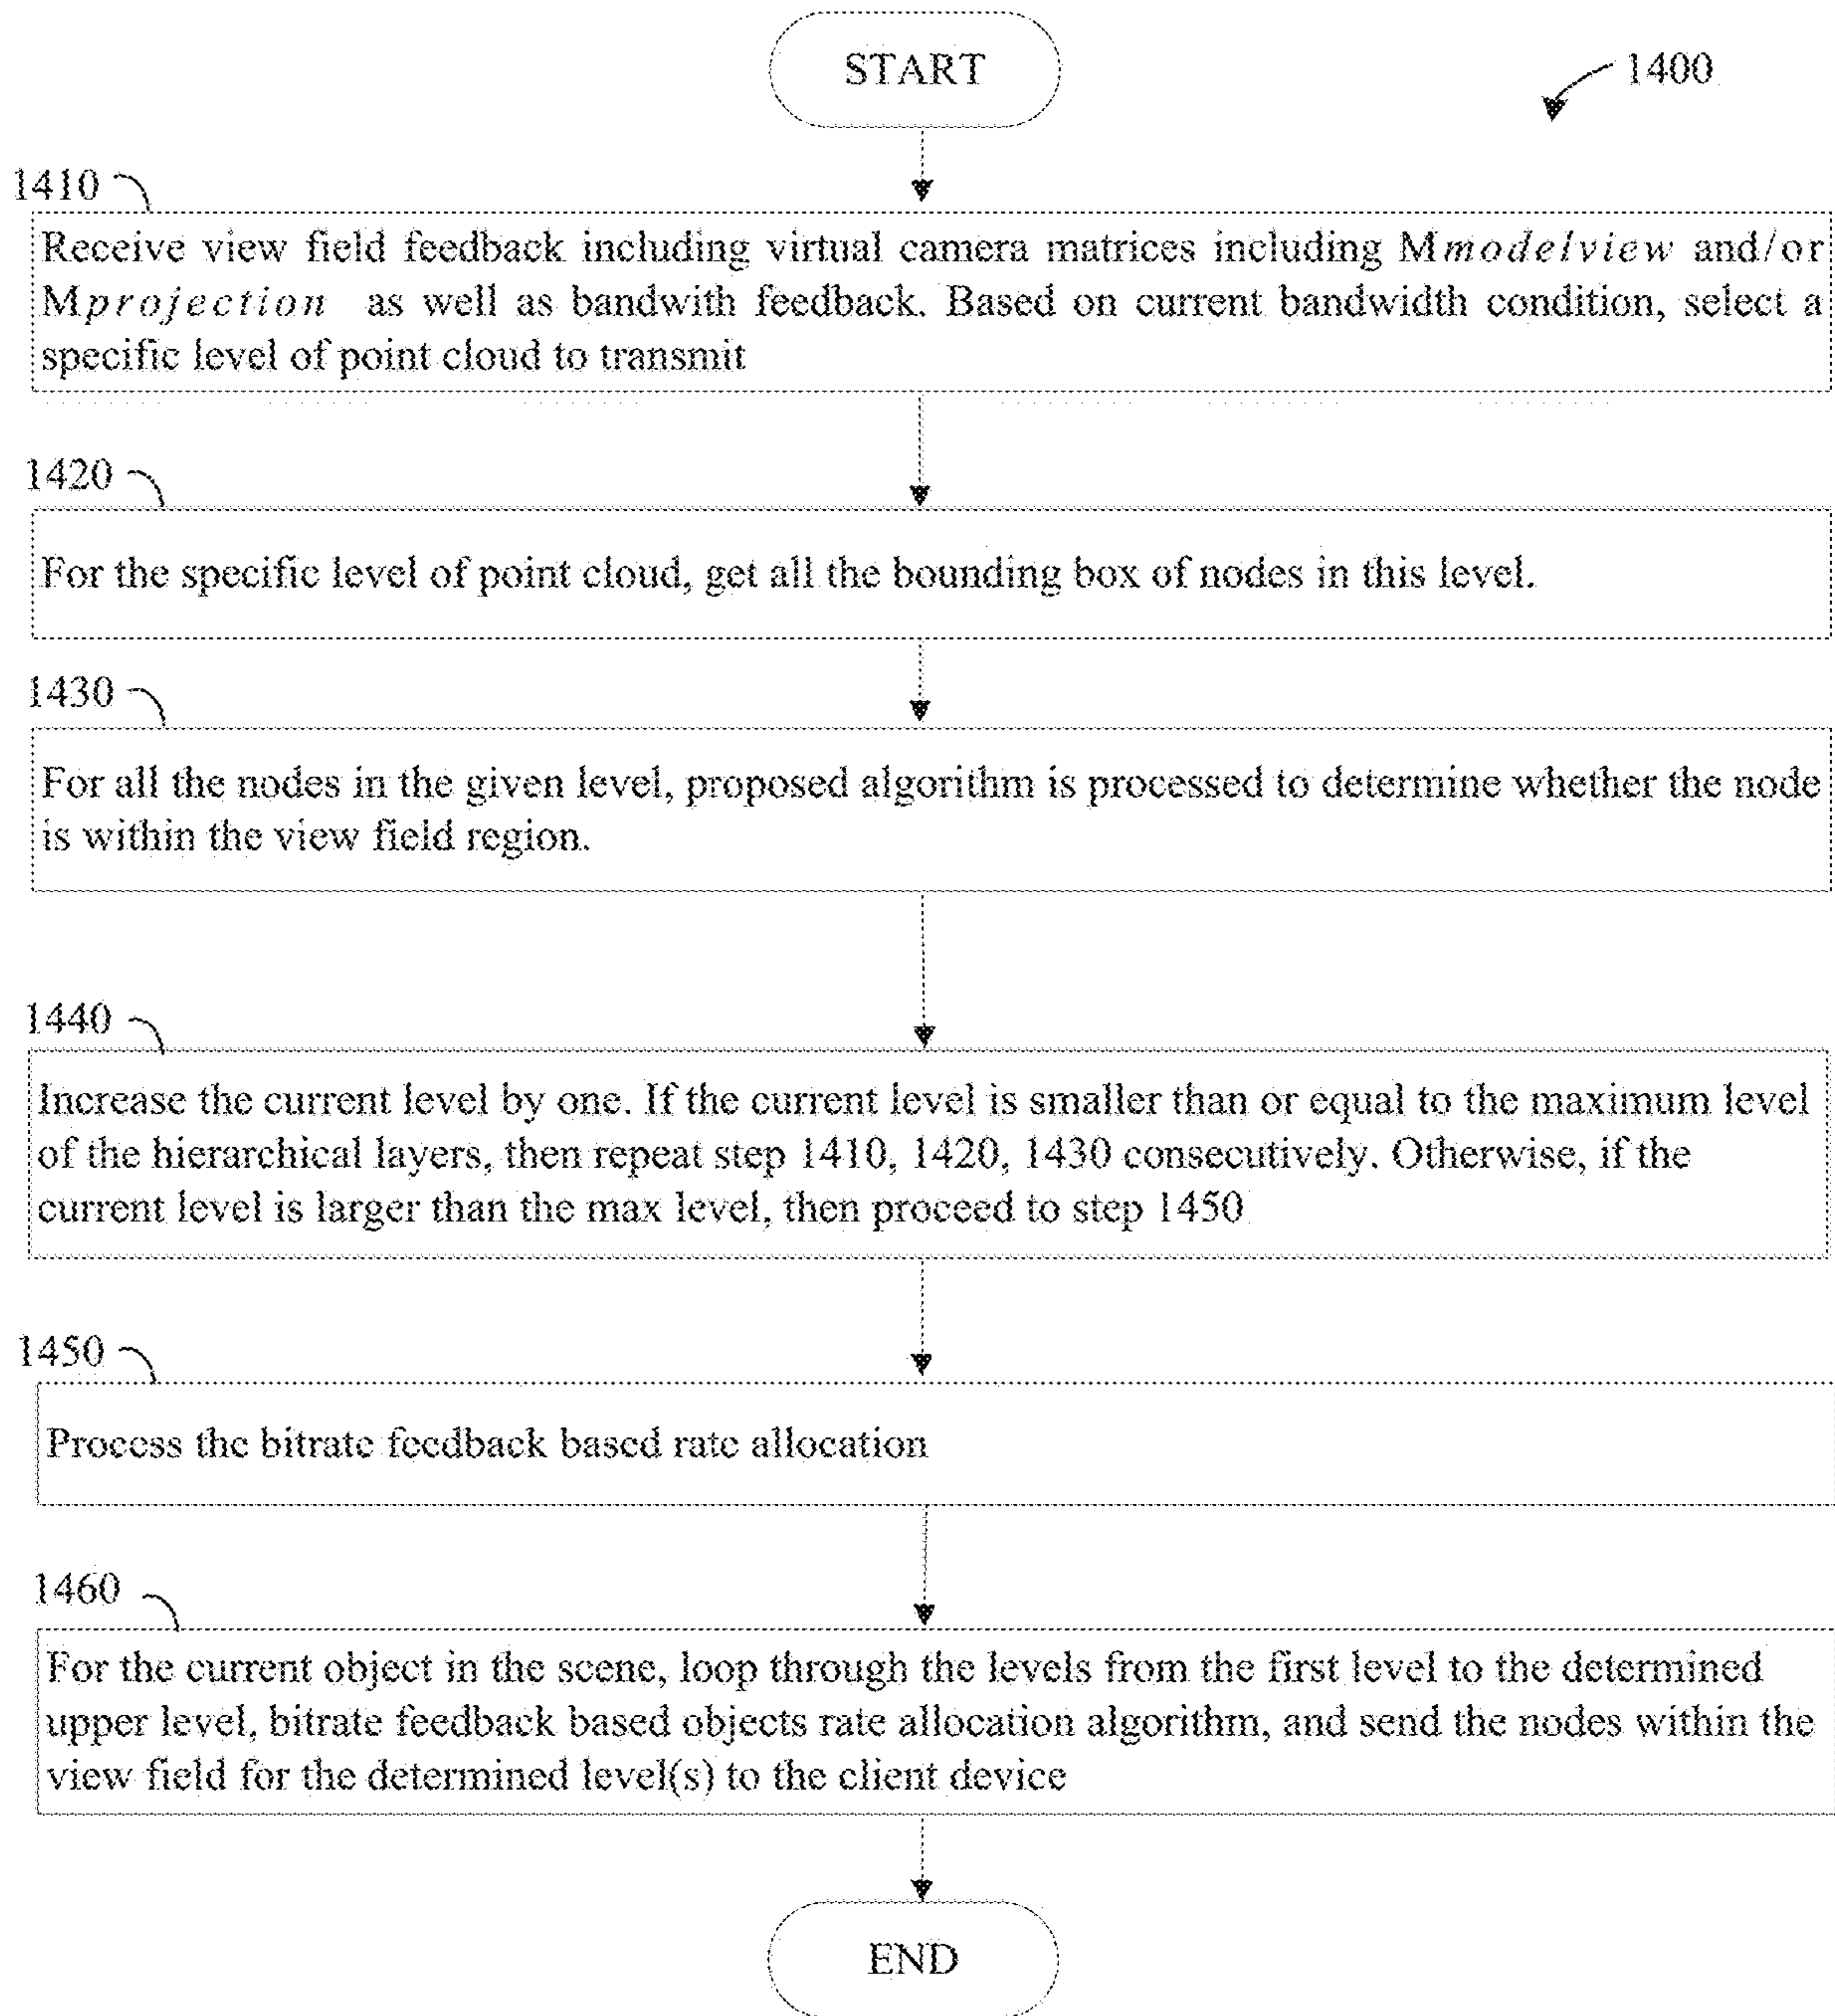 START
1400
1410
Receive view field feedback including virtual camera matrices including Mmodelview and/or
Mprojection as well as bandwith feedback. Based on current bandwidth condition, select a
specific level of point cloud to transmit
1420
For the specific level of point cloud, get all the bounding box of nodes in this level.
1430
For all the nodes in the given level, proposed algorithm is processed to determine whether the node
is within the view field region.
1440
Increase the current level by one. If the current level is smaller than or equal to the maximum level
of the hierarchical layers, then repeat step 1410, 1420, 1430 consecutively. Otherwise, if the
current level is larger than the max level, then proceed to step 1450
1450
Process the bitrate feedback based rate allocation
1460
For the current object in the scene, loop through the levels from the first level to the determined
upper level, bitrate feedback based objects rate allocation algorithm, and send the nodes within the
view field for the determined level(s) to the client device
END